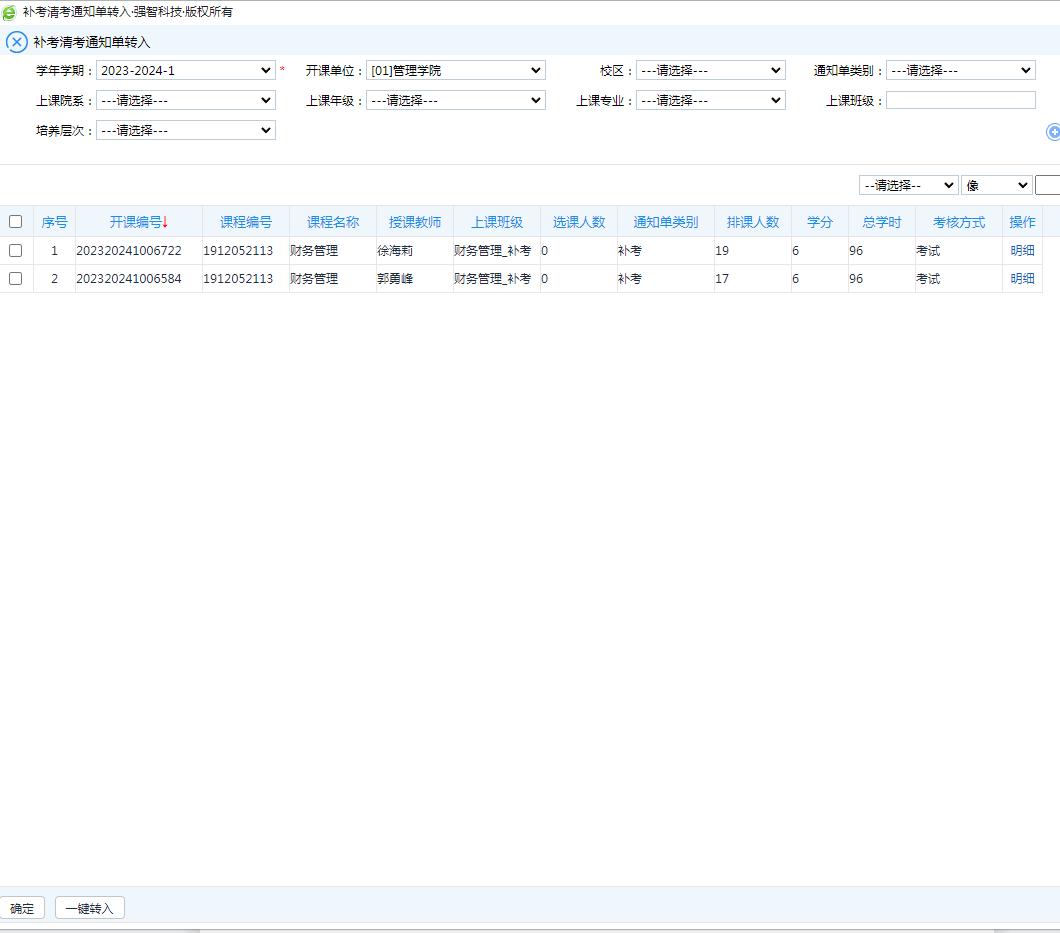 补考清考通知单转入·强智科技·版权所有
补考清考通知单转入
学年学期： 2023-2024-1 * 开课单位： [01]管理学院 校区： ---请选择--- 通知单类别： ---请选择---
上课院系： ---请选择--- 上课年级： ---请选择--- 上课专业： ---请选择--- 上课班级：
培养层次： ---请选择---
--请选择-- 像
序号 开课编号↓ 课程编号 课程名称 授课教师 上课班级 选课人数 通知单类别 排课人数 学分 总学时 考核方式 操作
1 202320241006722 1912052113 财务管理 徐海莉 财务管理_补考 0 补考 19 6 96 考试 明细
2 202320241006584 1912052113 财务管理 郭勇峰 财务管理_补考 0 补考 17 6 96 考试 明细
确定 一键转入